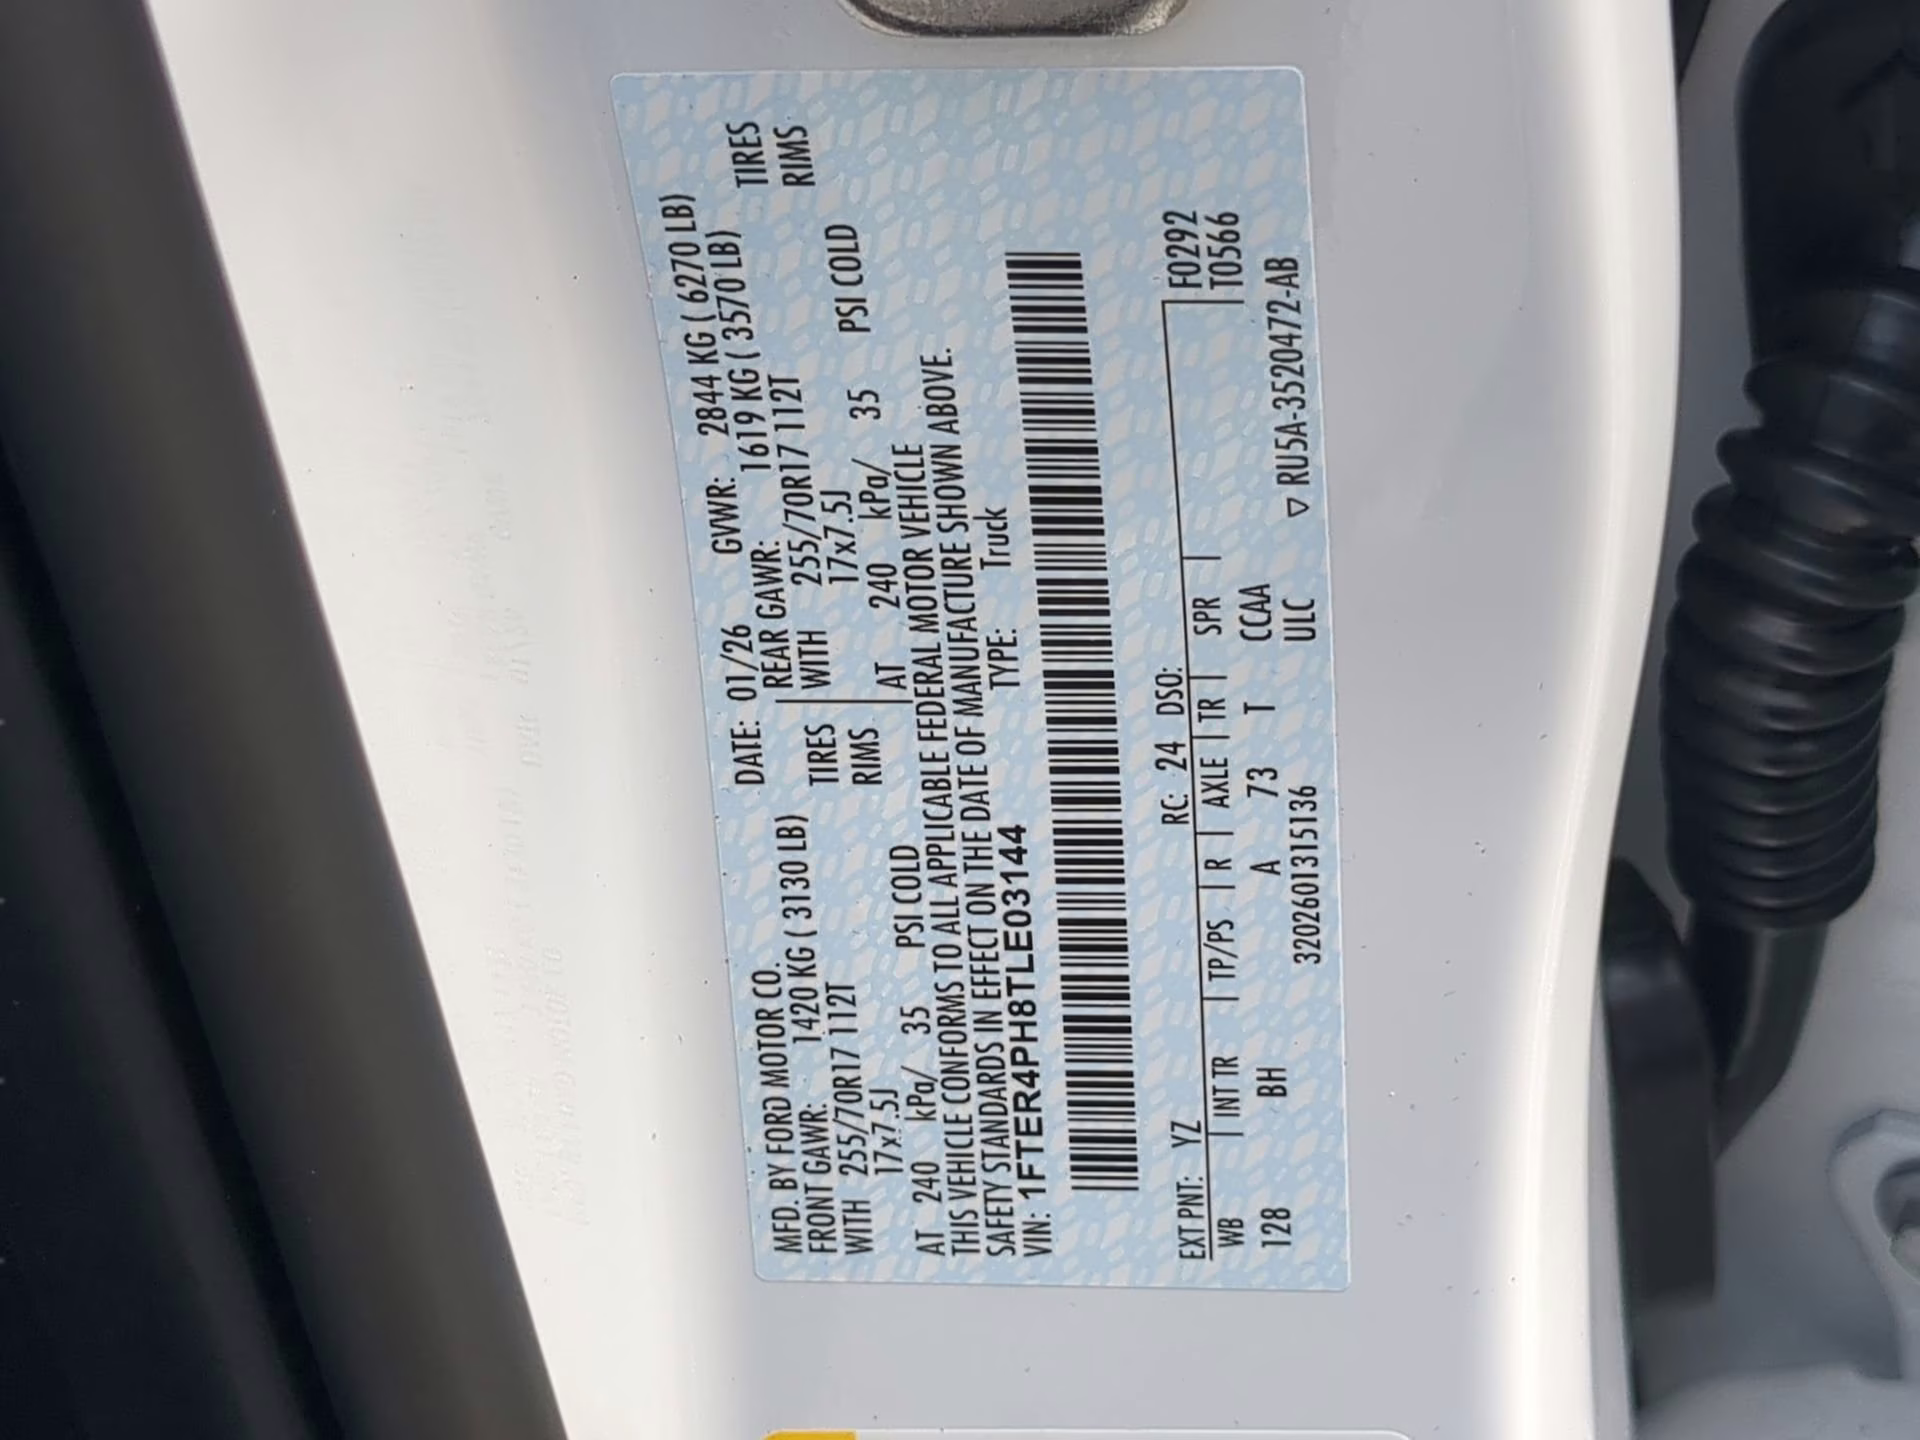 MFD. BY FORD MOTOR CO. DATE: 01/26 GVWR: 2844 KG ( 6270 LB)
FRONT GAWR: 1420 KG ( 3130 LB) REAR GAWR: 1619 KG ( 3570 LB)
WITH 255/70R17 112T TIRES WITH 255/70R17 112T TIRES
17x7.5J RIMS 17x7.5J RIMS
AT 240 kPa/ 35 PSI COLD AT 240 kPa/ 35 PSI COLD
THIS VEHICLE CONFORMS TO ALL APPLICABLE FEDERAL MOTOR VEHICLE
SAFETY STANDARDS IN EFFECT ON THE DATE OF MANUFACTURE SHOWN ABOVE.
VIN: 1FTER4PH8TLE03144 TYPE: Truck
EXT PNT: YZ RC: 24 DSO: F0292
WB INT TR TP/PS R AXLE TR SPR T0566
128 BH A 73 T CCAA
3202601315136 ULC ▽ RU5A-3520472-AB